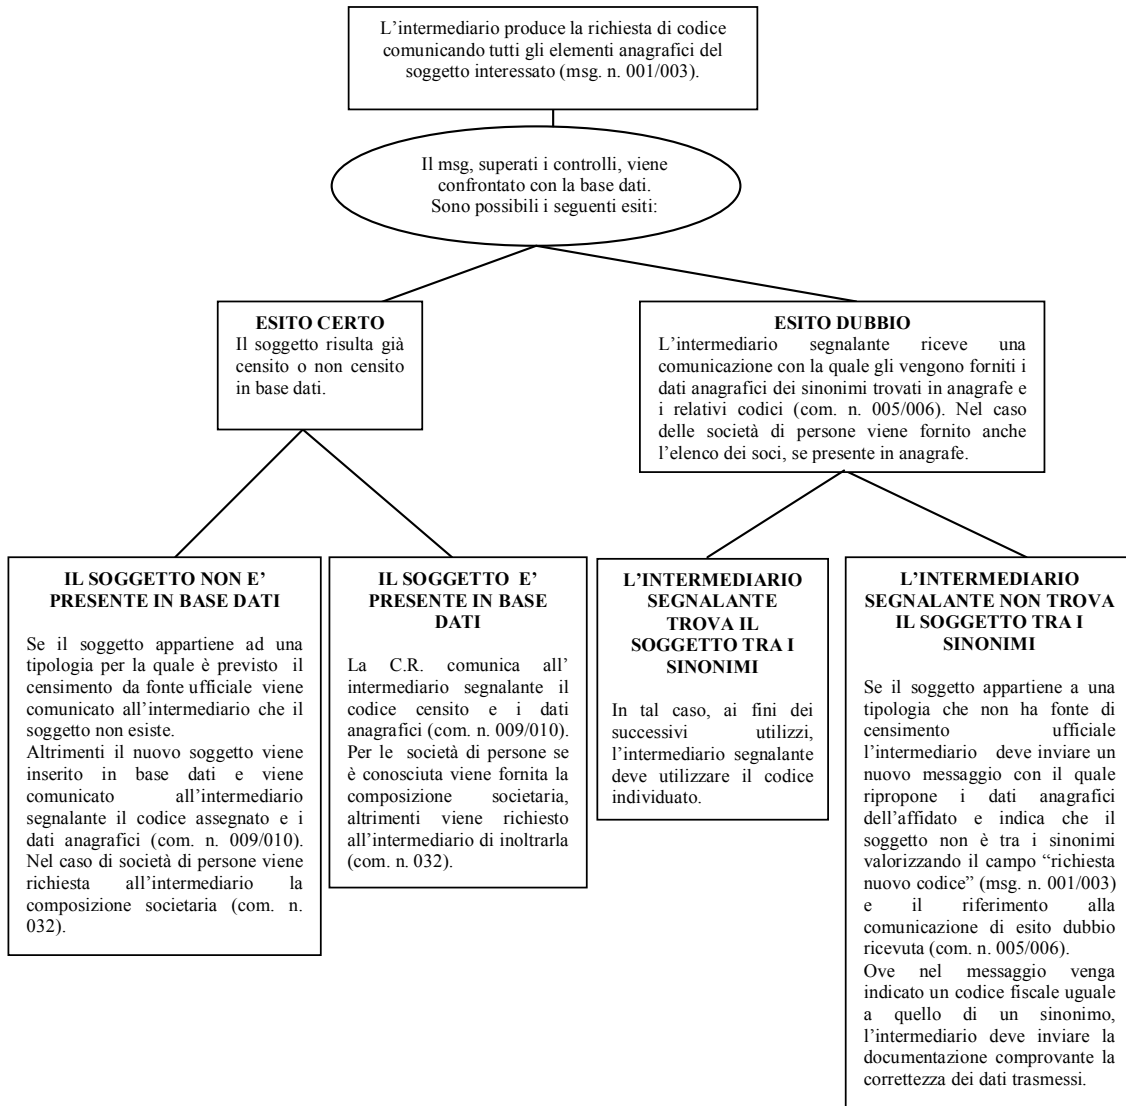 L'intermediario produce la richiesta di codice
comunicando tutti gli elementi anagrafici del
soggetto interessato (msg. n. 001/003).
Il msg, superati i controlli, viene
confrontato con la base dati.
Sono possibili i seguenti esiti:
ESITO CERTO
Il soggetto risulta già
censito o non censito
in base dati.
ESITO DUBBIO
L'intermediario segnalante riceve una
comunicazione con la quale gli vengono forniti i
dati anagrafici dei sinonimi trovati in anagrafe e
i relativi codici (com. n. 005/006). Nel caso
delle società di persone viene fornito anche
l'elenco dei soci, se presente in anagrafe.
IL SOGGETTO NON E'
PRESENTE IN BASE DATI
Se il soggetto appartiene ad una
tipologia per la quale è previsto il
censimento da fonte ufficiale viene
comunicato all'intermediario che il
soggetto non esiste.
Altrimenti il nuovo soggetto viene
inserito in base dati e viene
comunicato all'intermediario
segnalante il codice assegnato e i
dati anagrafici (com. n. 009/010).
Nel caso di società di persone viene
richiesta all'intermediario la
composizione societaria (com. n.
032).
IL SOGGETTO E'
PRESENTE IN BASE
DATI
La C.R. comunica all'
intermediario segnalante il
codice censito e i dati
anagrafici (com. n. 009/010).
Per le società di persone se
è conosciuta viene fornita la
composizione societaria,
altrimenti viene richiesto
all'intermediario di inoltrarla
(com. n. 032).
L'INTERMEDIARIO
SEGNALANTE
TROVA IL
SOGGETTO TRA I
SINONIMI
In tal caso, ai fini dei
successivi utilizzi,
l'intermediario segnalante
deve utilizzare il codice
individuato.
L'INTERMEDIARIO
SEGNALANTE NON TROVA
IL SOGGETTO TRA I
SINONIMI
Se il soggetto appartiene a una
tipologia che non ha fonte di
censimento ufficiale
l'intermediario deve inviare un
nuovo messaggio con il quale
ripropone i dati anagrafici
dell'affidato e indica che il
soggetto non è tra i sinonimi
valorizzando il campo "richiesta
nuovo codice" (msg. n. 001/003)
e il riferimento alla
comunicazione di esito dubbio
ricevuta (com. n. 005/006).
Ove nel messaggio venga
indicato un codice fiscale uguale
a quello di un sinonimo,
l'intermediario deve inviare la
documentazione comprovante la
correttezza dei dati trasmessi.